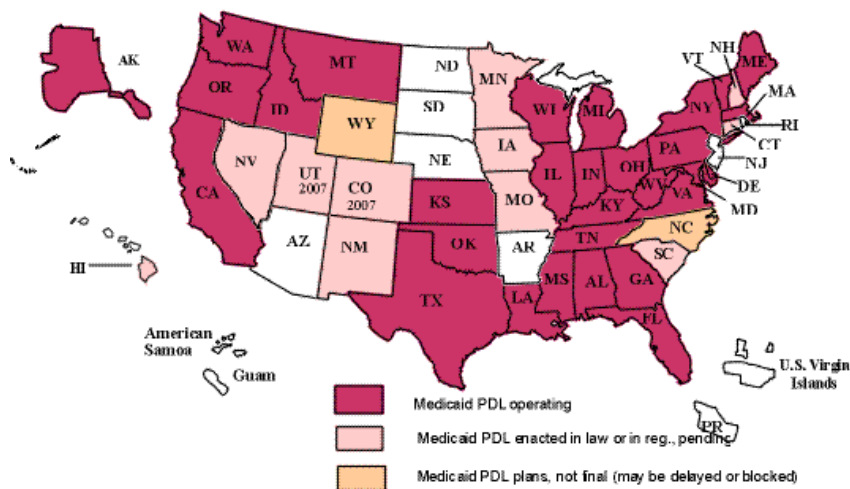 AK
WA
MT
ND
MN
VT
NH
ME
OR
ID
SD
WI
MI
NY
MA
WY
RI
NV
NE
IA
PA
CT
UT
2007
CO
2007
IL
IN
OH
NJ
CA
KS
MO
WV
VA
DE
KY
MD
AZ
NM
OK
AR
TN
NC
SC
HI
TX
LA
MS
AL
GA
FL
American
Samoa
Guam
U.S. Virgin
Islands
PR
Medicaid PDL operating
Medicaid PDL enacted in law or in reg., pending
Medicaid PDL plans, not final (may be delayed or blocked)